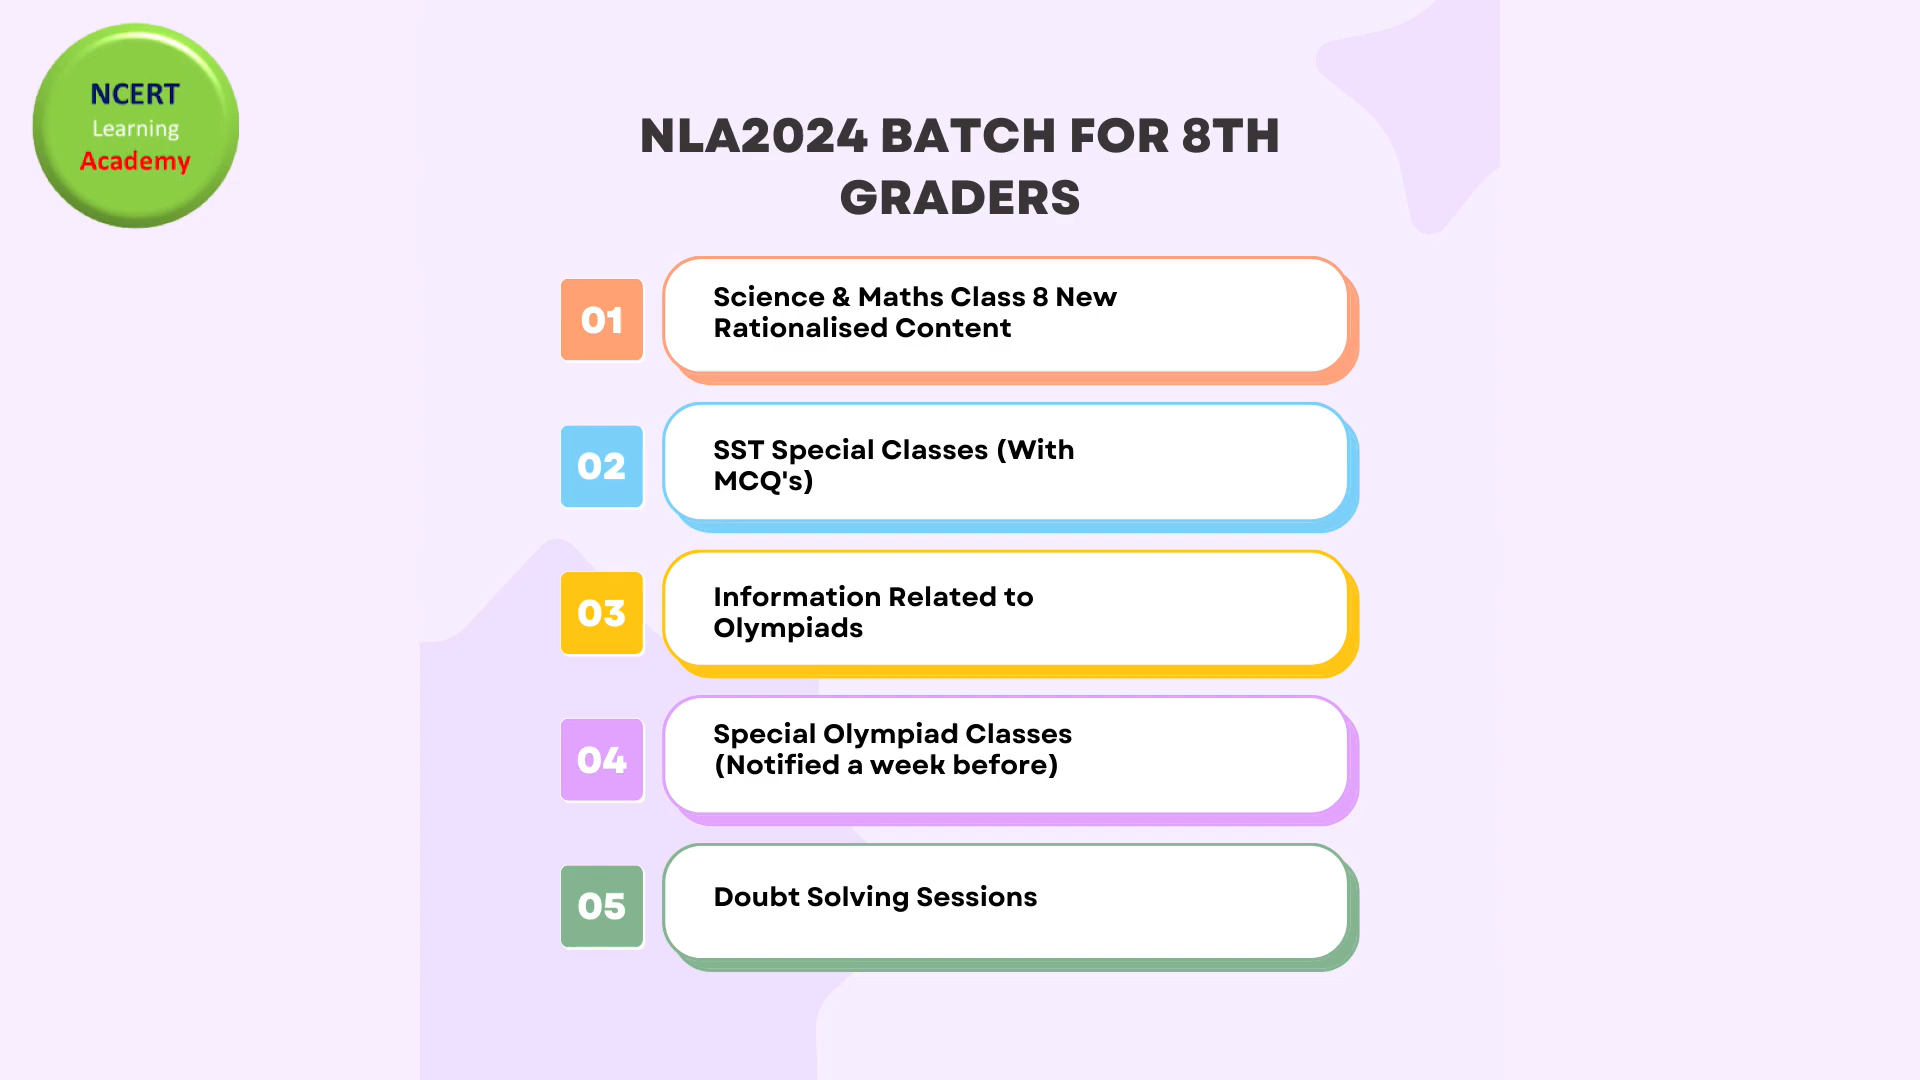 NCERT
Learning
Academy
NLA2024 BATCH FOR 8TH
GRADERS
01
Science & Maths Class 8 New
Rationalised Content
02
SST Special Classes (With
MCQ's)
03
Information Related to
Olympiads
04
Special Olympiad Classes
(Notified a week before)
05
Doubt Solving Sessions